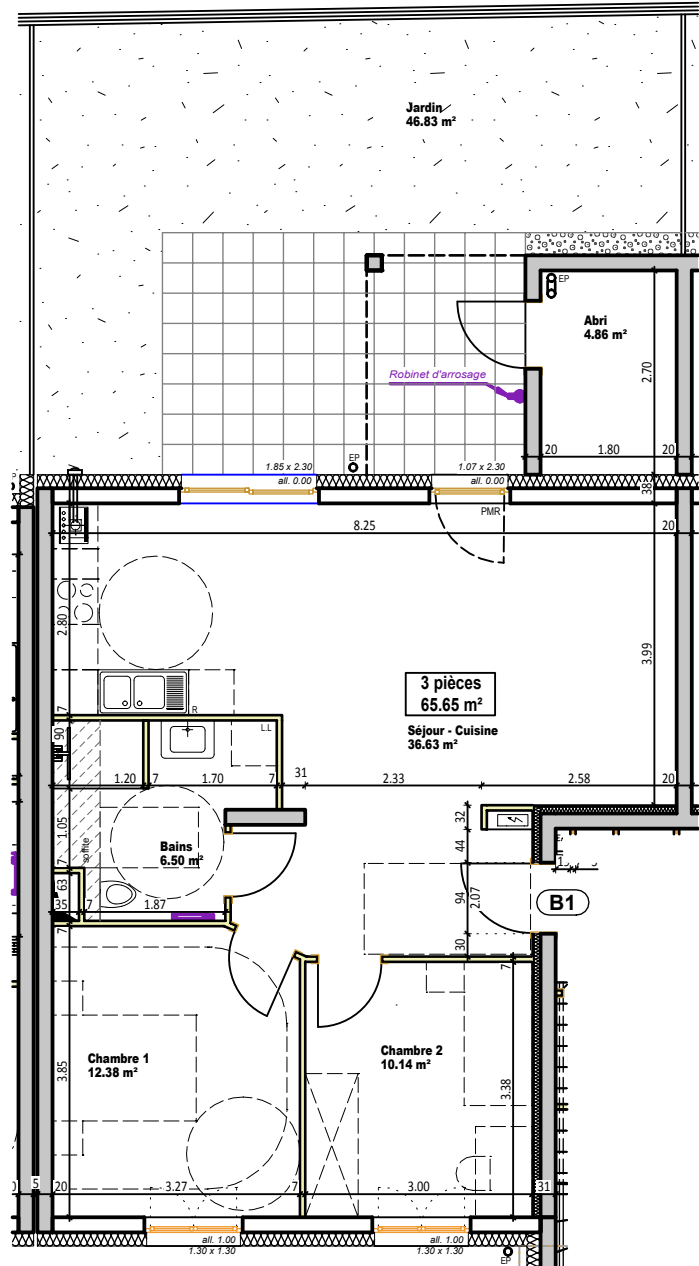 Jardin
46.83 m²
EP
Abri
4.86 m²
2.70
Robinet d'arrosage
20
1.80
20
EP
1.85 x 2.30
all. 0.00
1.07 x 2.30
all. 0.00
38
PMR
8.25
20
2.80
3.99
3 pièces
65.65 m²
Séjour - Cuisine
36.63 m²
R
L.L
7
90
1.20
7
1.70
7
31
2.33
2.58
20
1.05
soffite
Bains
6.50 m²
32
44
94
2.07
30
B1
7
63
35
7
1.87
7
7
Chambre 1
12.38 m²
Chambre 2
10.14 m²
3.85
3.38
5
20
3.27
7
3.00
31
all. 1.00
1.30 x 1.30
all. 1.00
1.30 x 1.30
EP